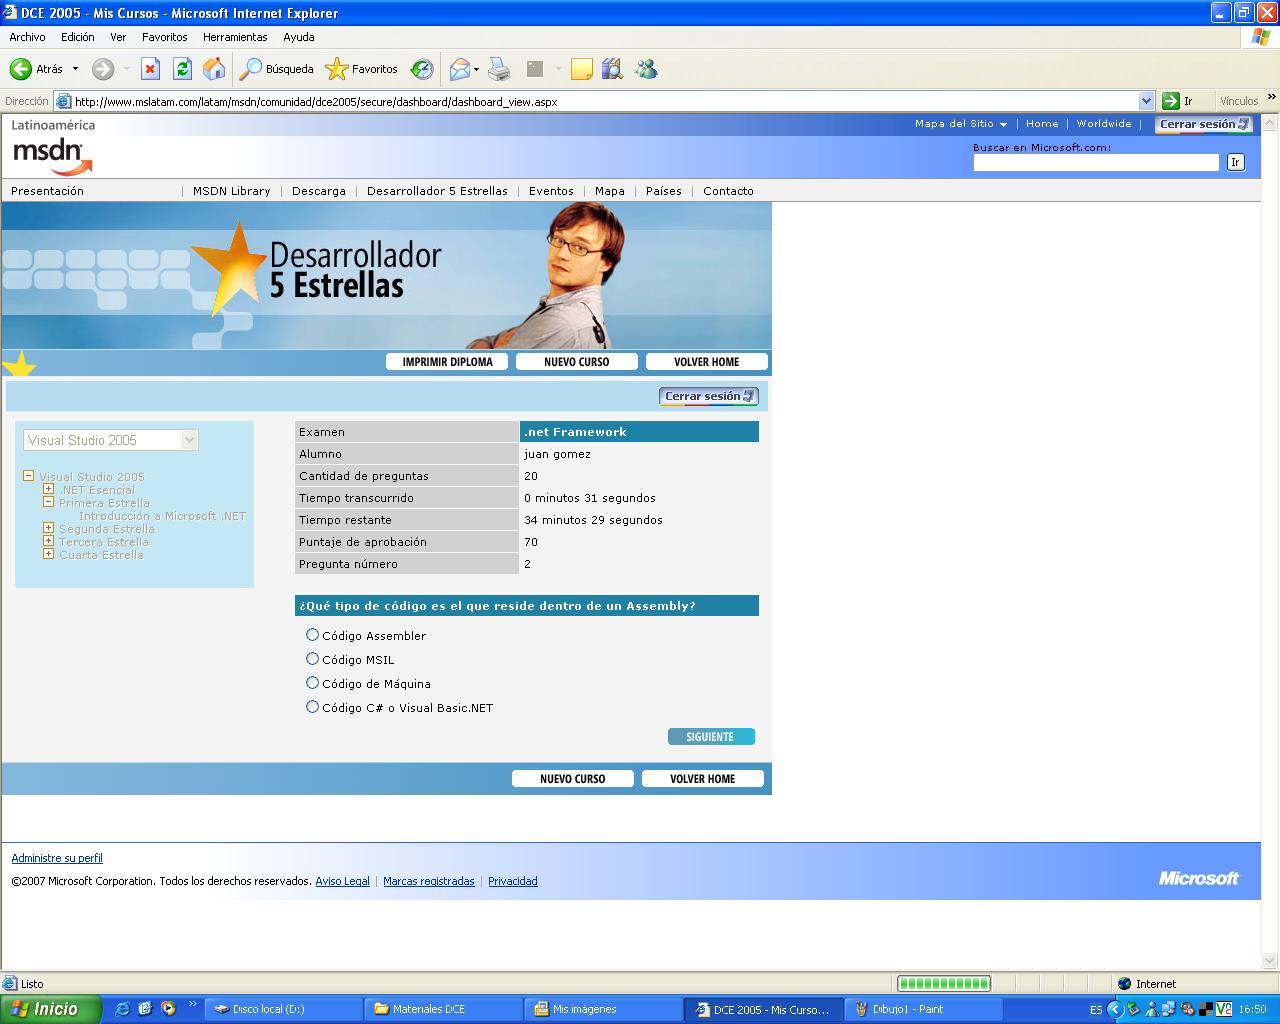 DCE 2005 - Mis Cursos - Microsoft Internet Explorer
Archivo Edición Ver Favoritos Herramientas Ayuda
Atrás Búsqueda Favoritos
Dirección http://www.mslatam.com/latam/msdn/comunidad/dce2005/secure/dashboard/dashboard_view.aspx Ir Vínculos »
Latinoamérica Mapa del Sitio | Home | Worldwide | Cerrar sesión
msdn
Buscar en Microsoft.com:
Ir
Presentación | MSDN Library | Descarga | Desarrollador 5 Estrellas | Eventos | Mapa | Países | Contacto
Desarrollador
5 Estrellas
IMPRIMIR DIPLOMA NUEVO CURSO VOLVER HOME
Cerrar sesión
Visual Studio 2005
Visual Studio 2005
.NET Esencial
Primera Estrella
Introducción a Microsoft .NET
Segunda Estrella
Tercera Estrella
Cuarta Estrella
Examen .net Framework
Alumno juan gomez
Cantidad de preguntas 20
Tiempo transcurrido 0 minutos 31 segundos
Tiempo restante 34 minutos 29 segundos
Puntaje de aprobación 70
Pregunta número 2
¿Qué tipo de código es el que reside dentro de un Assembly?
Código Assembler
Código MSIL
Código de Máquina
Código C# o Visual Basic.NET
SIGUIENTE
NUEVO CURSO VOLVER HOME
Administre su perfil
©2007 Microsoft Corporation. Todos los derechos reservados. Aviso Legal | Marcas registradas | Privacidad
Microsoft
Listo Internet
Inicio » Disco local (D:) Materiales DCE Mis imágenes DCE 2005 - Mis Curso... Dibujo1 - Paint ES 16:50